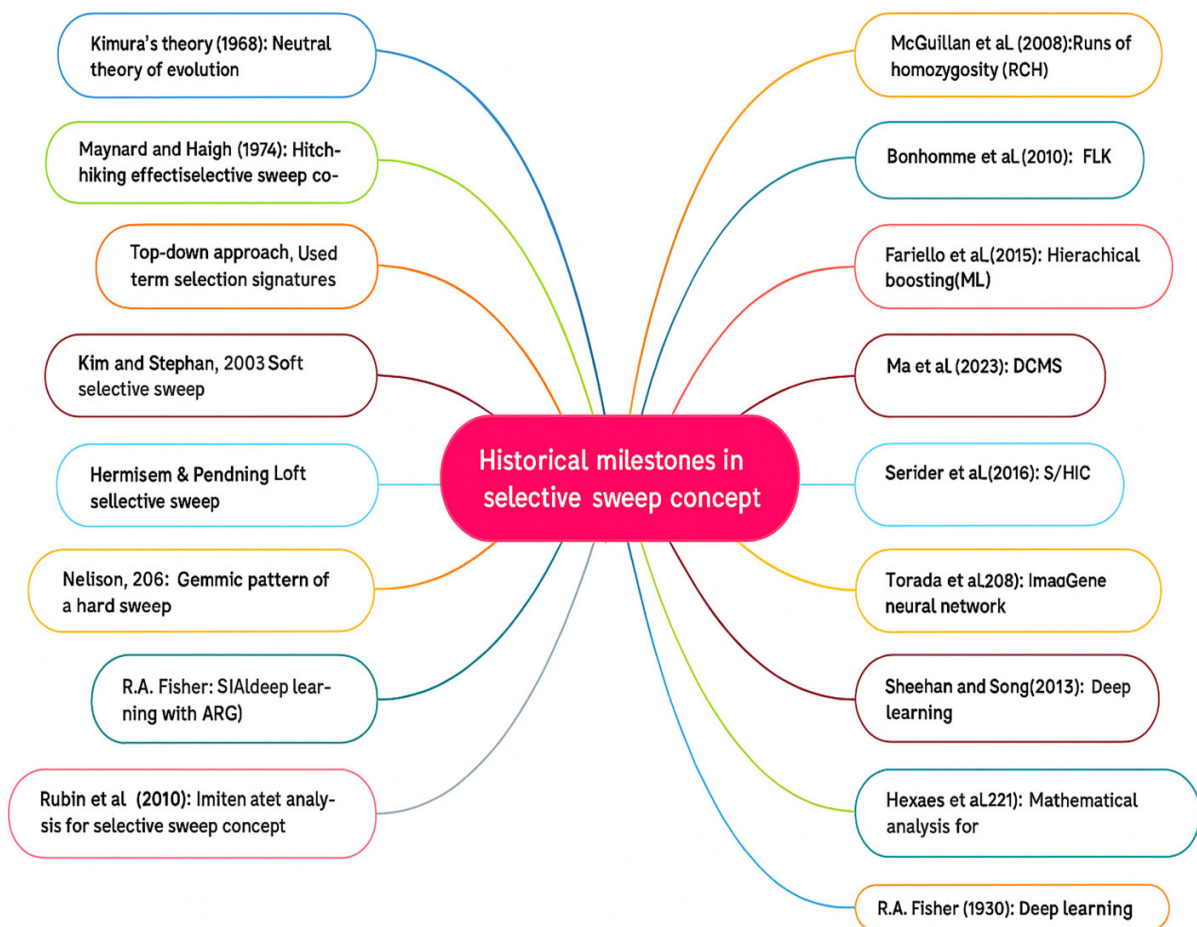 Kimura's theory (1968): Neutral
theory of evolution
Maynard and Haigh (1974): Hitch-
hiking effectiselective sweep co-
Top-down approach, Used
term selection signatures
Kim and Stephan, 2003 Soft
selective sweep
Hermisem & Pendning Loft
sellective sweep
Nelison, 206: Gemmic pattern of
a hard sweep
R.A. Fisher: SIAldeep lear-
ning with ARG)
Rubin et al (2010): Imiten atet analy-
sis for selective sweep concept
Historical milestones in
selective sweep concept
McGuillan et aL (2008):Runs of
homozygosity (RCH)
Bonhomme et aL(2010): FLK
Fariello et aL(2015): Hierachical
boosting(ML)
Ma et aL (2023): DCMS
Serider et aL(2016): S/HIC
Torada et aL208): ImaaGene
neural network
Sheehan and Song(2013): Deep
learning
Hexaes et aL221): Mathematical
analysis for
R.A. Fisher (1930): Deep learning